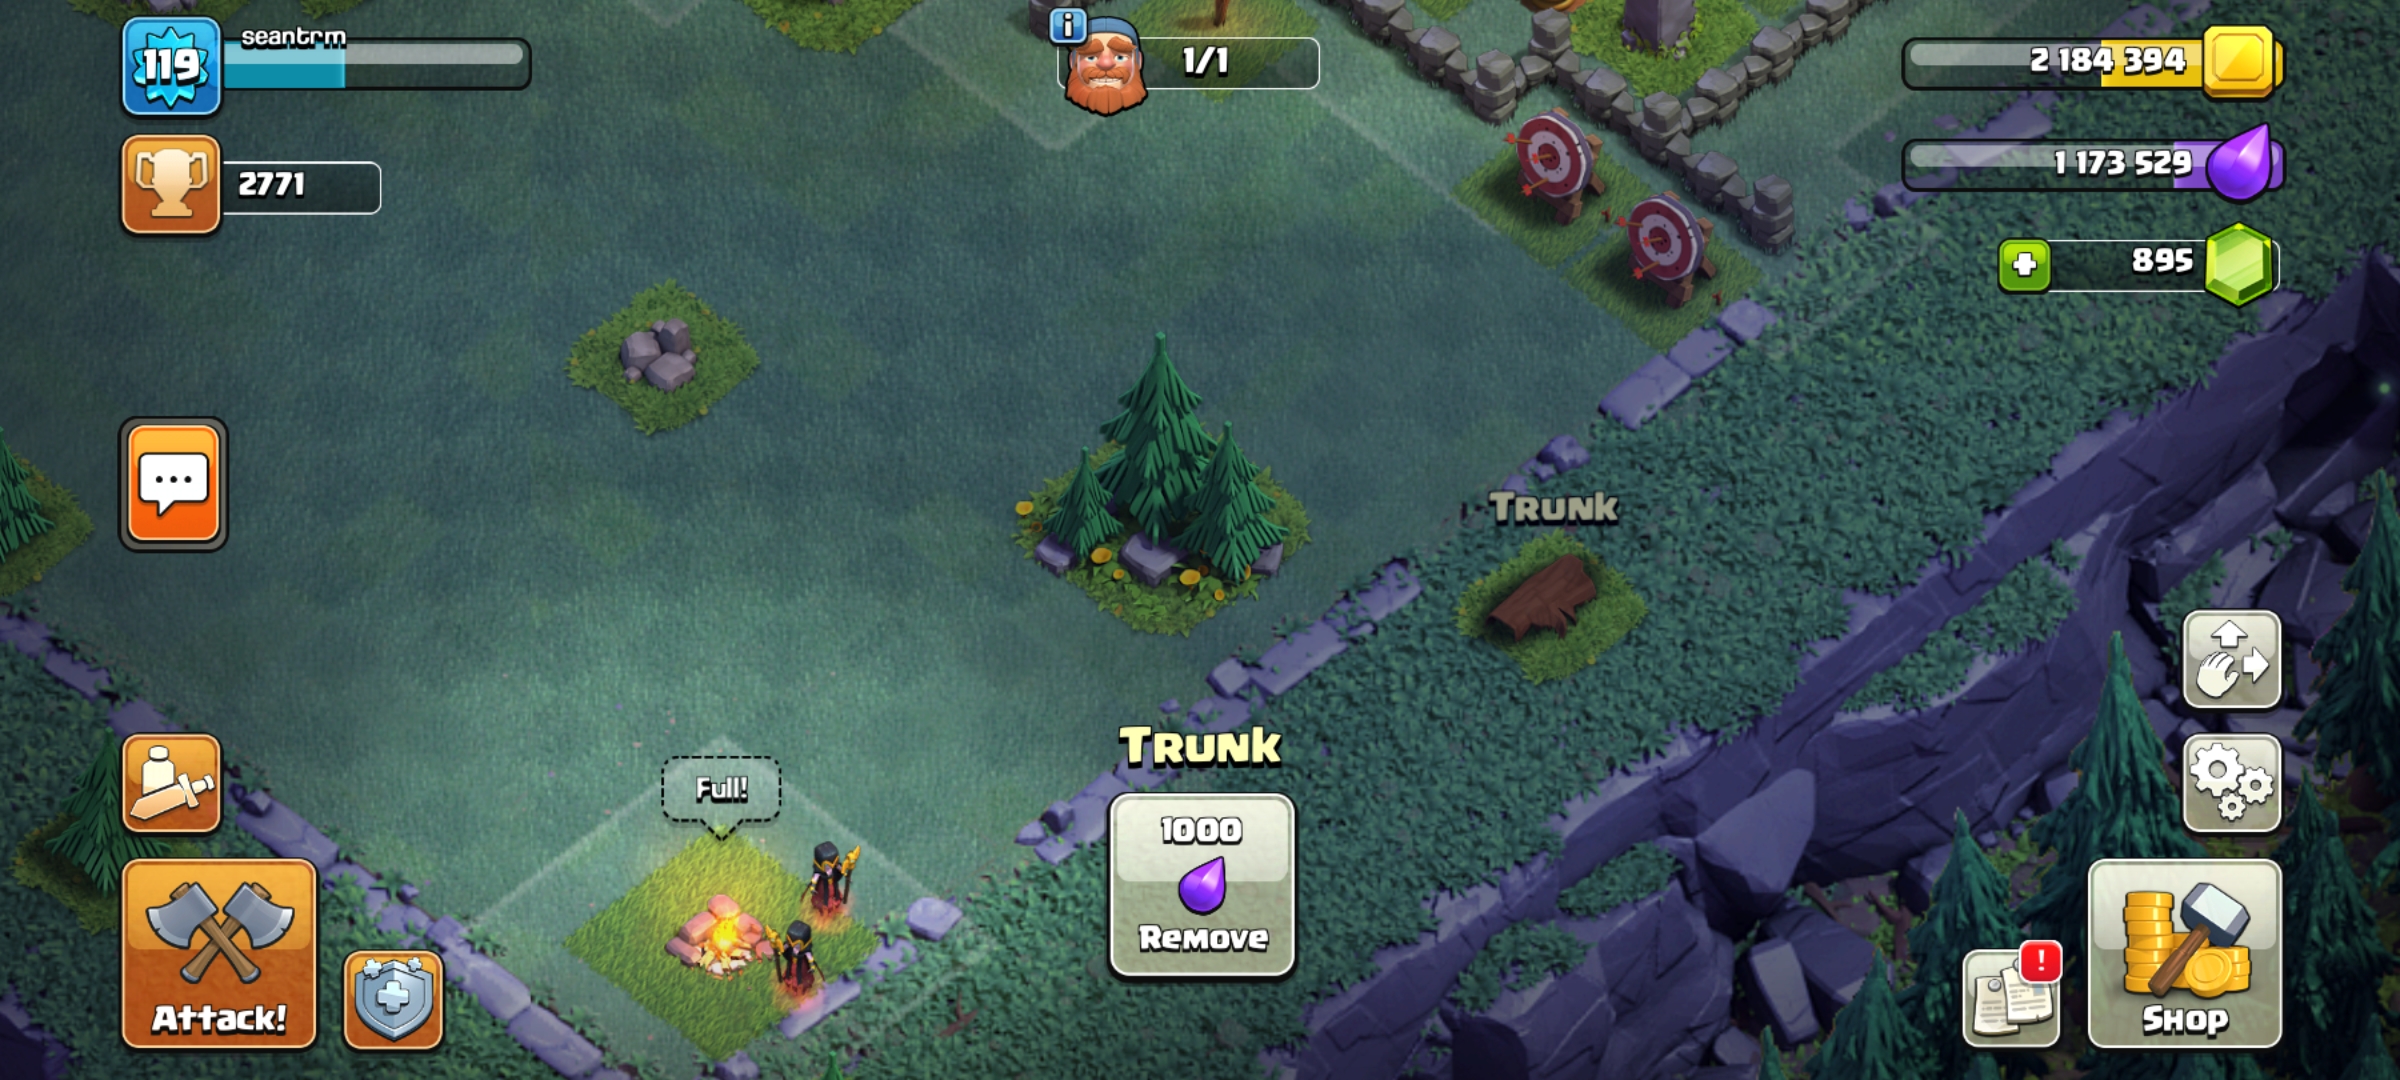 119
seantrm
1/1
2 184 394
1 173 529
2771
895
Trunk
Trunk
Full!
1000
Remove
Attack!
Shop